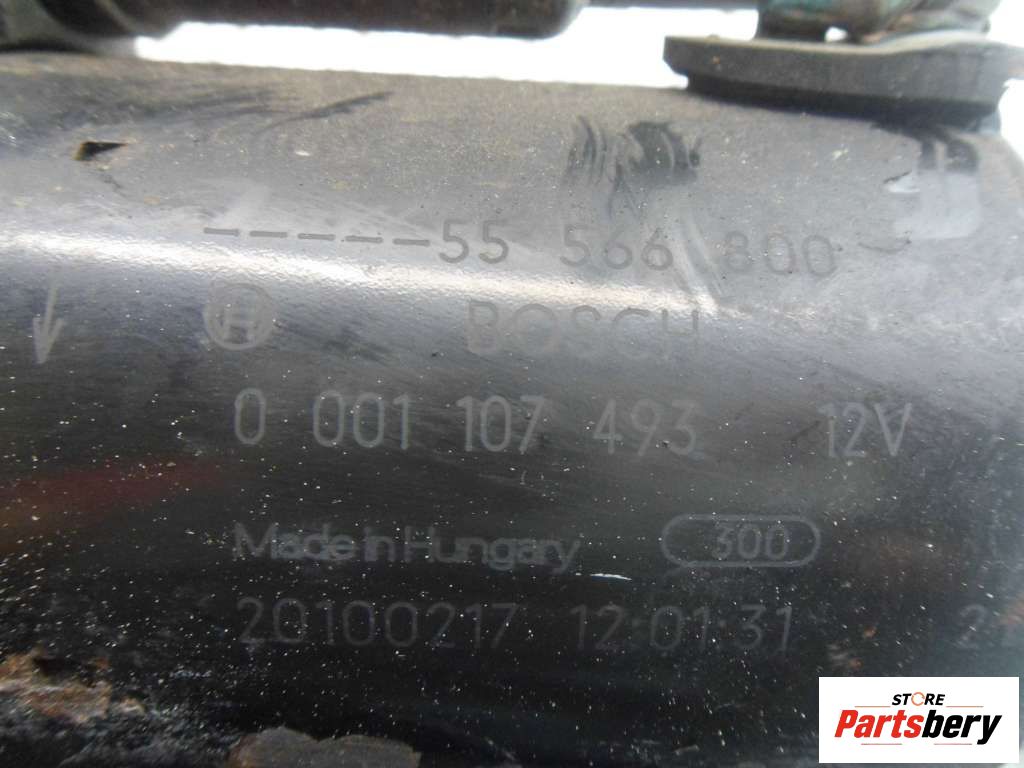 -----55 566 800
BOSCH
0 001 107 493 12V
Made in Hungary 300
20100217 12:01:31
STORE
Partsbery